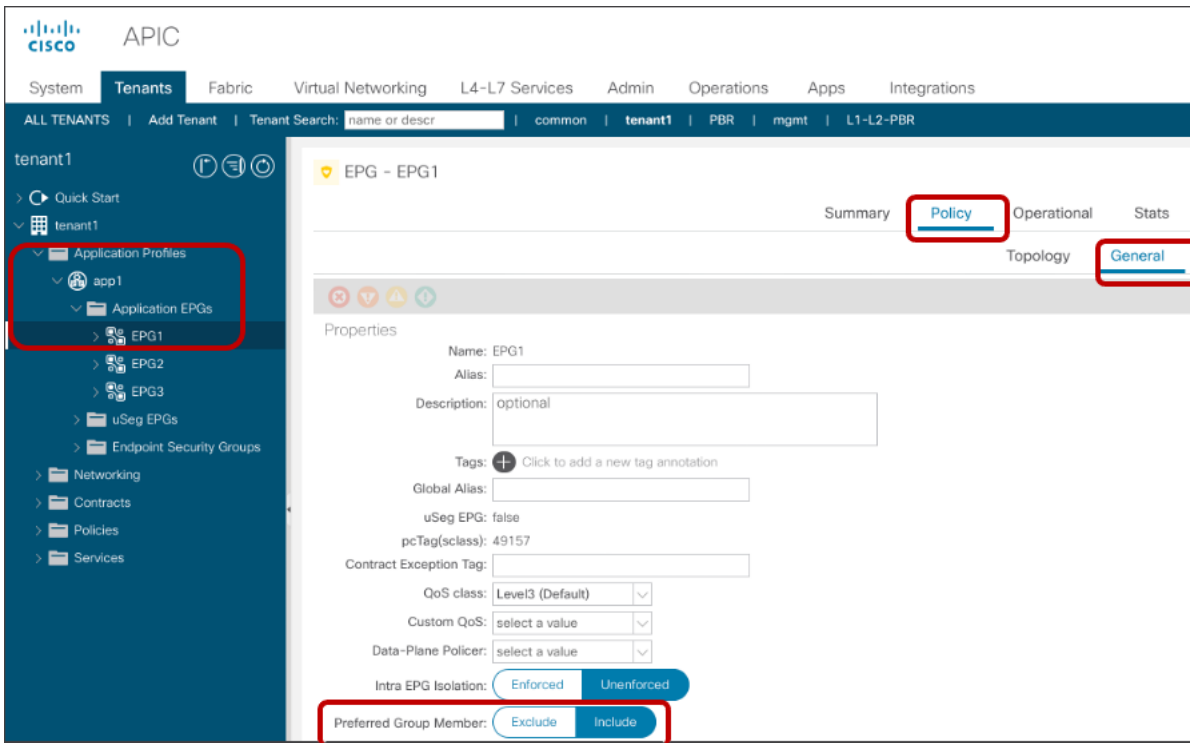 CISCO APIC
System Tenants Fabric Virtual Networking L4-L7 Services Admin Operations Apps Integrations
ALL TENANTS | Add Tenant | Tenant Search: name or descr | common | tenant1 | PBR | mgmt | L1-L2-PBR
tenant1
Quick Start
tenant1
Application Profiles
app1
Application EPGs
EPG1
EPG2
EPG3
uSeg EPGs
Endpoint Security Groups
Networking
Contracts
Policies
Services
EPG - EPG1
Summary Policy Operational Stats
Topology General
Properties
Name: EPG1
Alias:
Description: optional
Tags: Click to add a new tag annotation
Global Alias:
uSeg EPG: false
pcTag(sclass): 49157
Contract Exception Tag:
QoS class: Level3 (Default)
Custom QoS: select a value
Data-Plane Policer: select a value
Intra EPG Isolation: Enforced Unenforced
Preferred Group Member: Exclude Include